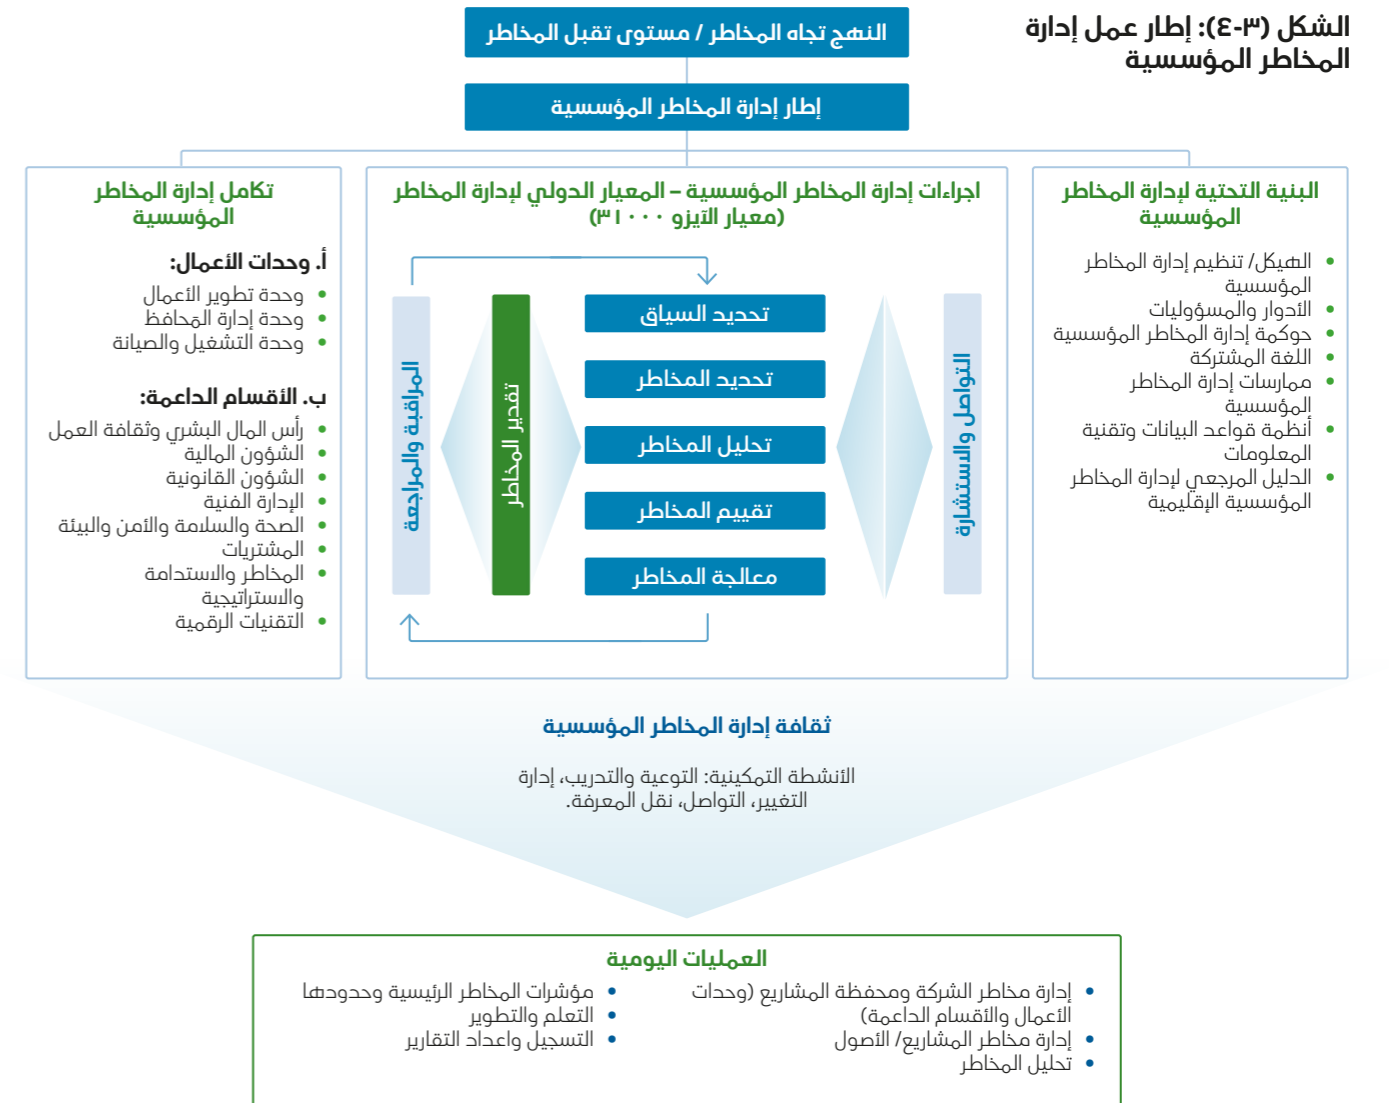 الشكل (٣-٤): إطار عمل إدارة
المخاطر المؤسسية
النهج تجاه المخاطر / مستوى تقبل المخاطر
إطار إدارة المخاطر المؤسسية
البنية التحتية لإدارة المخاطر
المؤسسية
الهيكل/ تنظيم إدارة المخاطر
المؤسسية
الأدوار والمسؤوليات
حوكمة إدارة المخاطر المؤسسية
اللغة المشتركة
ممارسات إدارة المخاطر
المؤسسية
أنظمة قواعد البيانات وتقنية
المعلومات
الدليل المرجعي لإدارة المخاطر
المؤسسية الإقليمية
اجراءات إدارة المخاطر المؤسسية – المعيار الدولي لإدارة المخاطر
(معيار الآيزو ٣١٠٠٠)
التواصل والاستشارة
تحديد السياق
تحديد المخاطر
تحليل المخاطر
تقييم المخاطر
معالجة المخاطر
تقدير المخاطر
المراقبة والمراجعة
تكامل إدارة المخاطر
المؤسسية
أ. وحدات الأعمال:
وحدة تطوير الأعمال
وحدة إدارة المَحافظ
وحدة التشغيل والصيانة
ب. الأقسام الداعمة:
رأس المال البشري وثقافة العمل
الشؤون المالية
الشؤون القانونية
الإدارة الفنية
الصحة والسلامة والأمن والبيئة
المشتريات
المخاطر والاستدامة
والاستراتيجية
التقنيات الرقمية
ثقافة إدارة المخاطر المؤسسية
الأنشطة التمكينية: التوعية والتدريب، إدارة
التغيير، التواصل، نقل المعرفة.
العمليات اليومية
إدارة مخاطر الشركة ومحفظة المشاريع (وحدات
الأعمال والأقسام الداعمة)
إدارة مخاطر المشاريع/ الأصول
تحليل المخاطر
مؤشرات المخاطر الرئيسية وحدودها
التعلم والتطوير
التسجيل واعداد التقارير